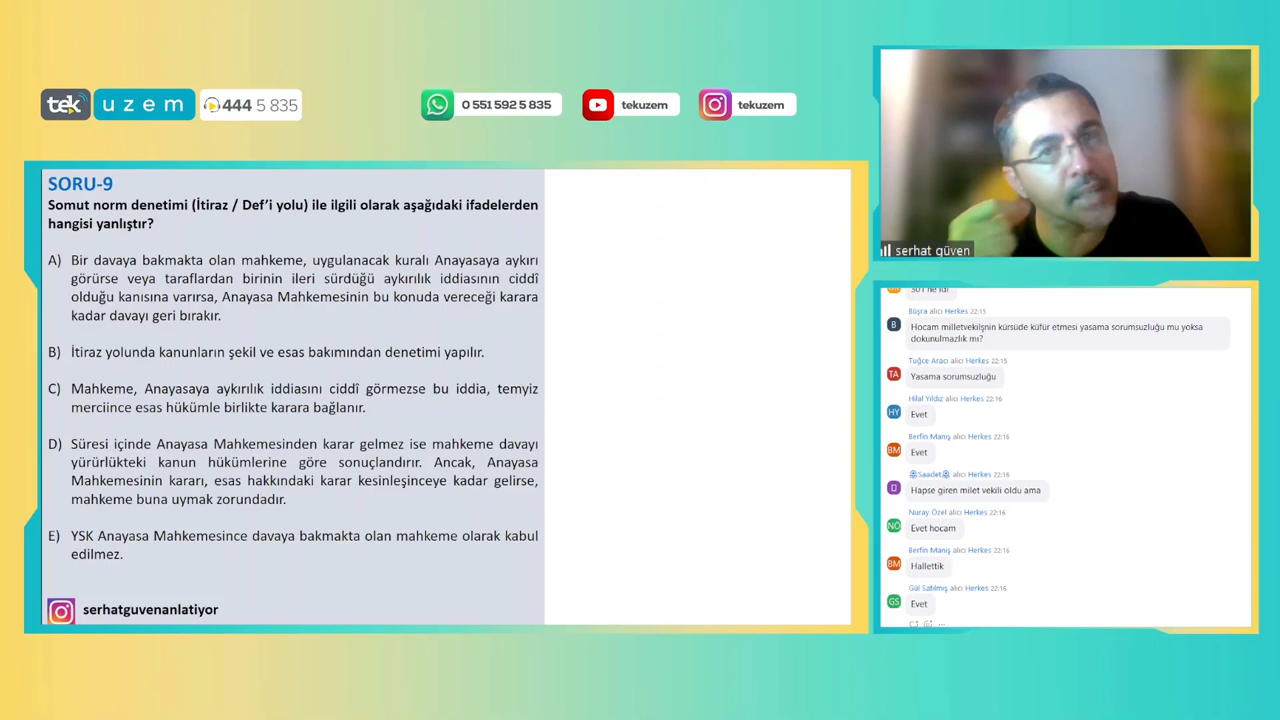 tek uzem 444 5 835
0 551 592 5 835
tekuzem
tekuzem
SORU-9
Somut norm denetimi (İtiraz / Def’i yolu) ile ilgili olarak aşağıdaki ifadelerden
hangisi yanlıştır?
A) Bir davaya bakmakta olan mahkeme, uygulanacak kuralı Anayasaya aykırı
görürse veya taraflardan birinin ileri sürdüğü aykırılık iddiasının ciddî
olduğu kanısına varırsa, Anayasa Mahkemesinin bu konuda vereceği karara
kadar davayı geri bırakır.
B) İtiraz yolunda kanunların şekil ve esas bakımından denetimi yapılır.
C) Mahkeme, Anayasaya aykırılık iddiasını ciddî görmezse bu iddia, temyiz
merciince esas hükümle birlikte karara bağlanır.
D) Süresi içinde Anayasa Mahkemesinden karar gelmez ise mahkeme davayı
yürürlükteki kanun hükümlerine göre sonuçlandırır. Ancak, Anayasa
Mahkemesinin kararı, esas hakkındaki karar kesinleşinceye kadar gelirse,
mahkeme buna uymak zorundadır.
E) YSK Anayasa Mahkemesince davaya bakmakta olan mahkeme olarak kabul
edilmez.
serhatguvenanlatiyor
serhat güven
Büşra alıcı Herkes 22:15
B
Hocam milletvekilşnin kürsüde küfür etmesi yasama sorumsuzluğu mu yoksa
dokunulmazlık mı?
Tuğçe Aracı alıcı Herkes 22:15
TA
Yasama sorumsuzluğu
Hilal Yıldız alıcı Herkes 22:16
HY
Evet
Berfin Manış alıcı Herkes 22:16
BM
Evet
Saadet alıcı Herkes 22:16
Hapse giren milet vekili oldu ama
Nuray Özel alıcı Herkes 22:16
NÖ
Evet hocam
Berfin Manış alıcı Herkes 22:16
BM
Hallettik
Gül Satılmış alıcı Herkes 22:16
GS
Evet